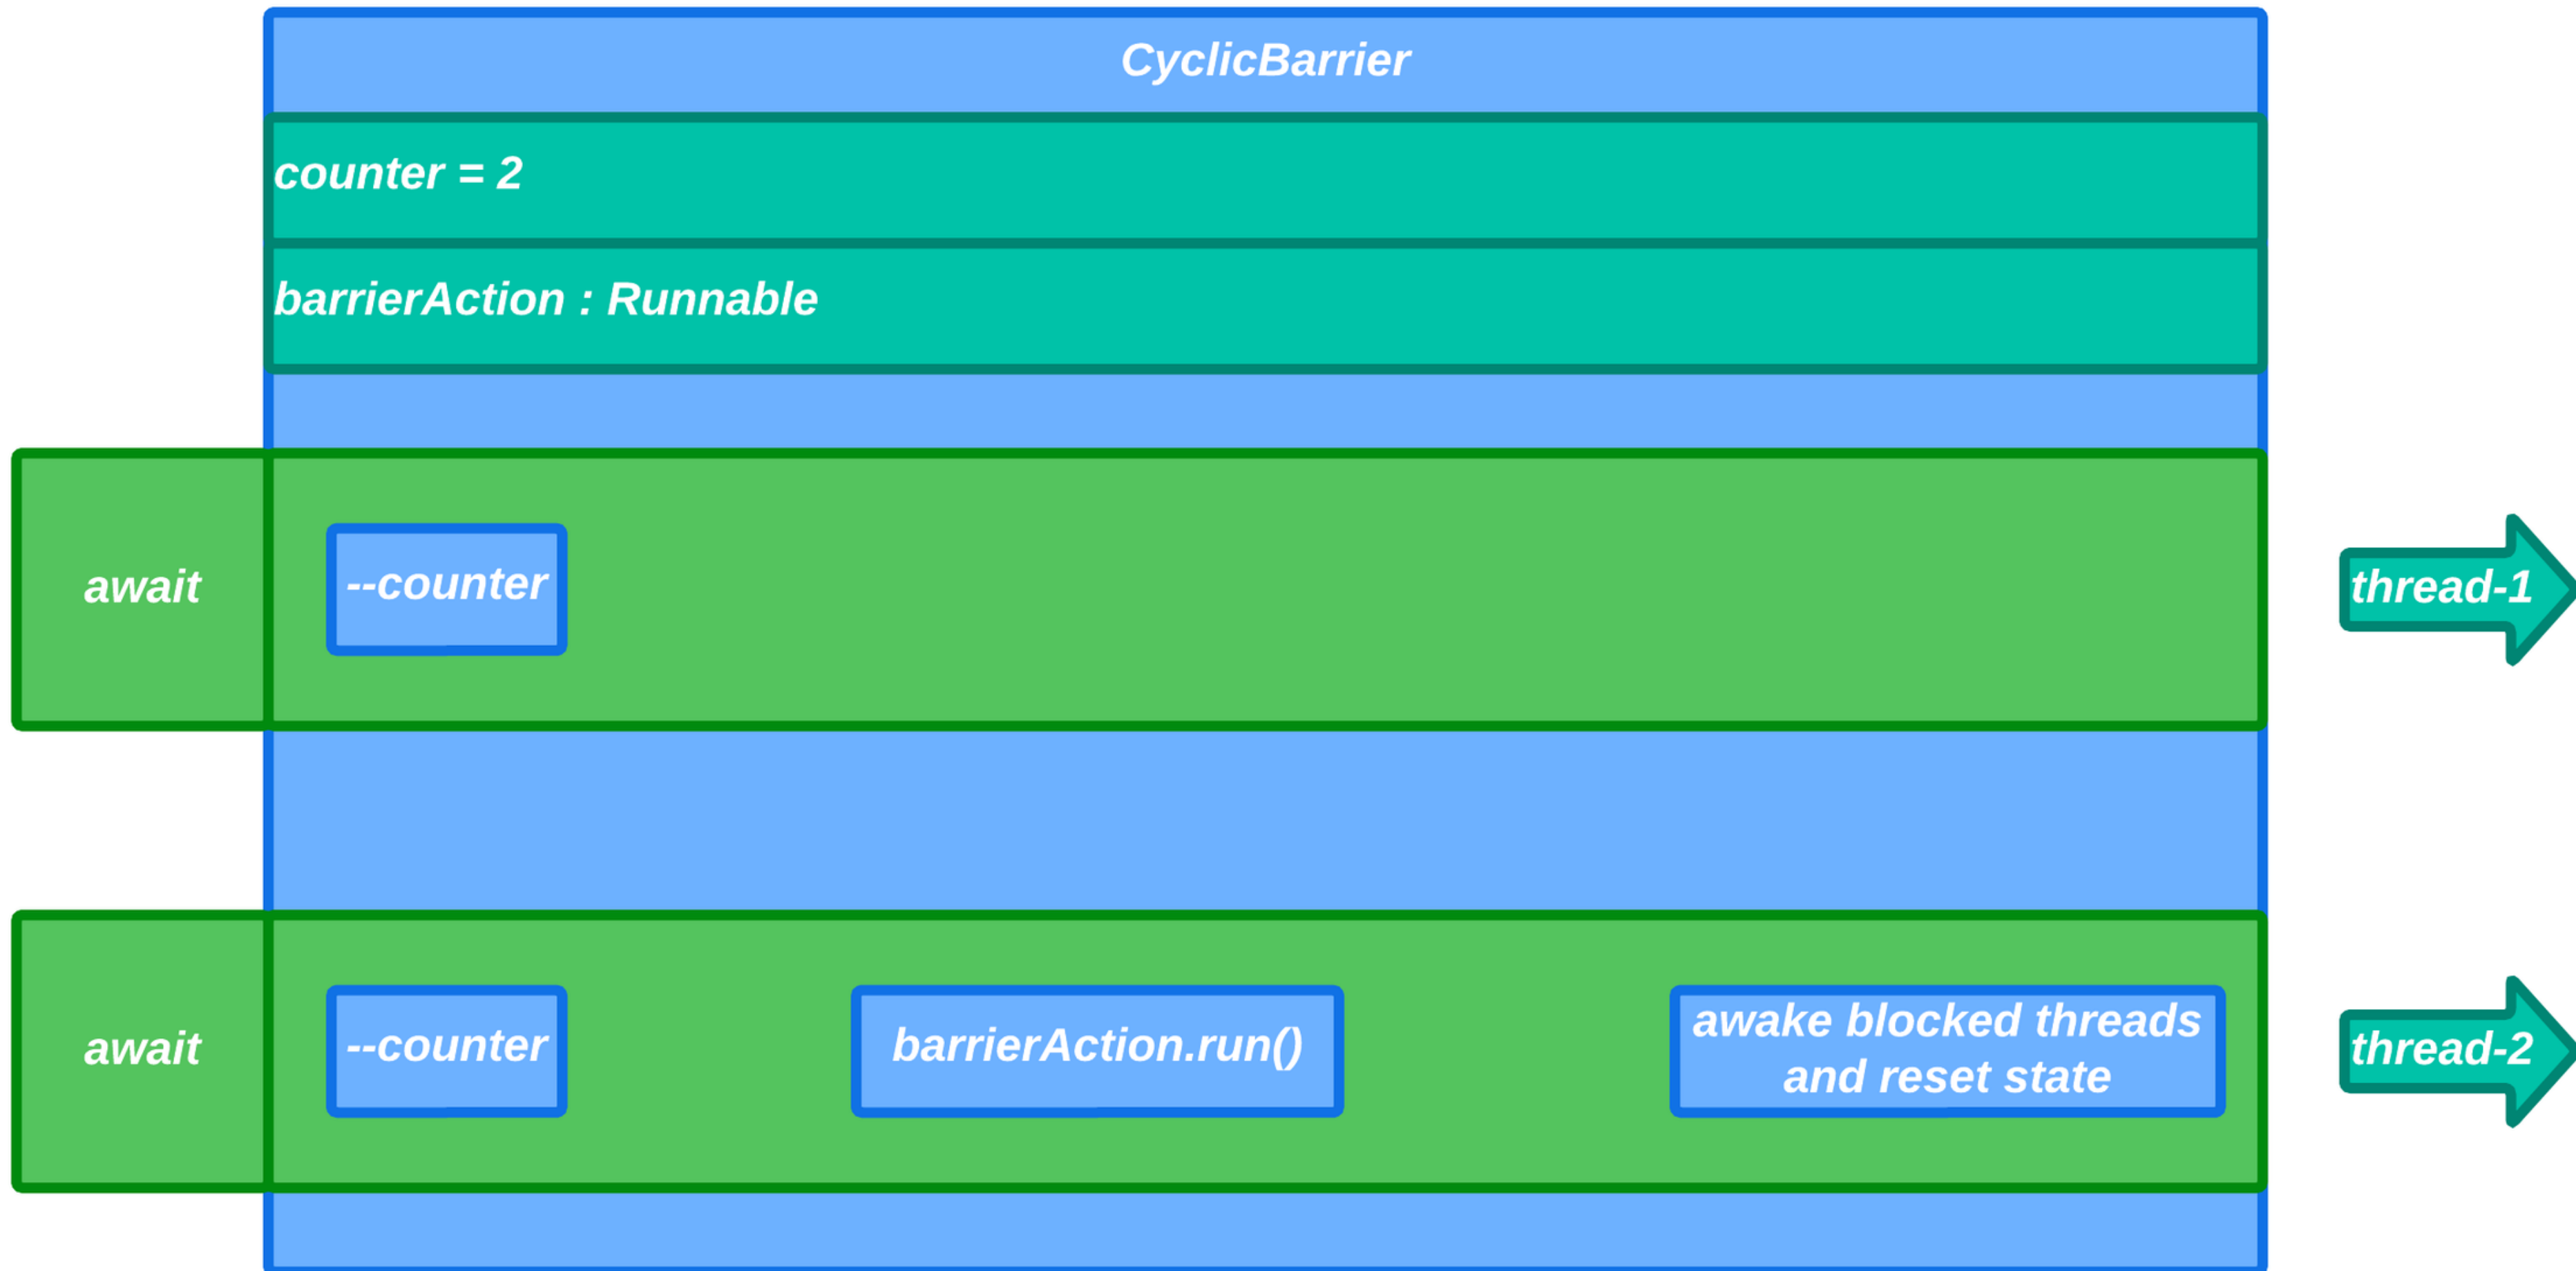 CyclicBarrier
counter = 2
barrierAction : Runnable
await
--counter
thread-1
await
--counter
barrierAction.run()
awake blocked threads
and reset state
thread-2